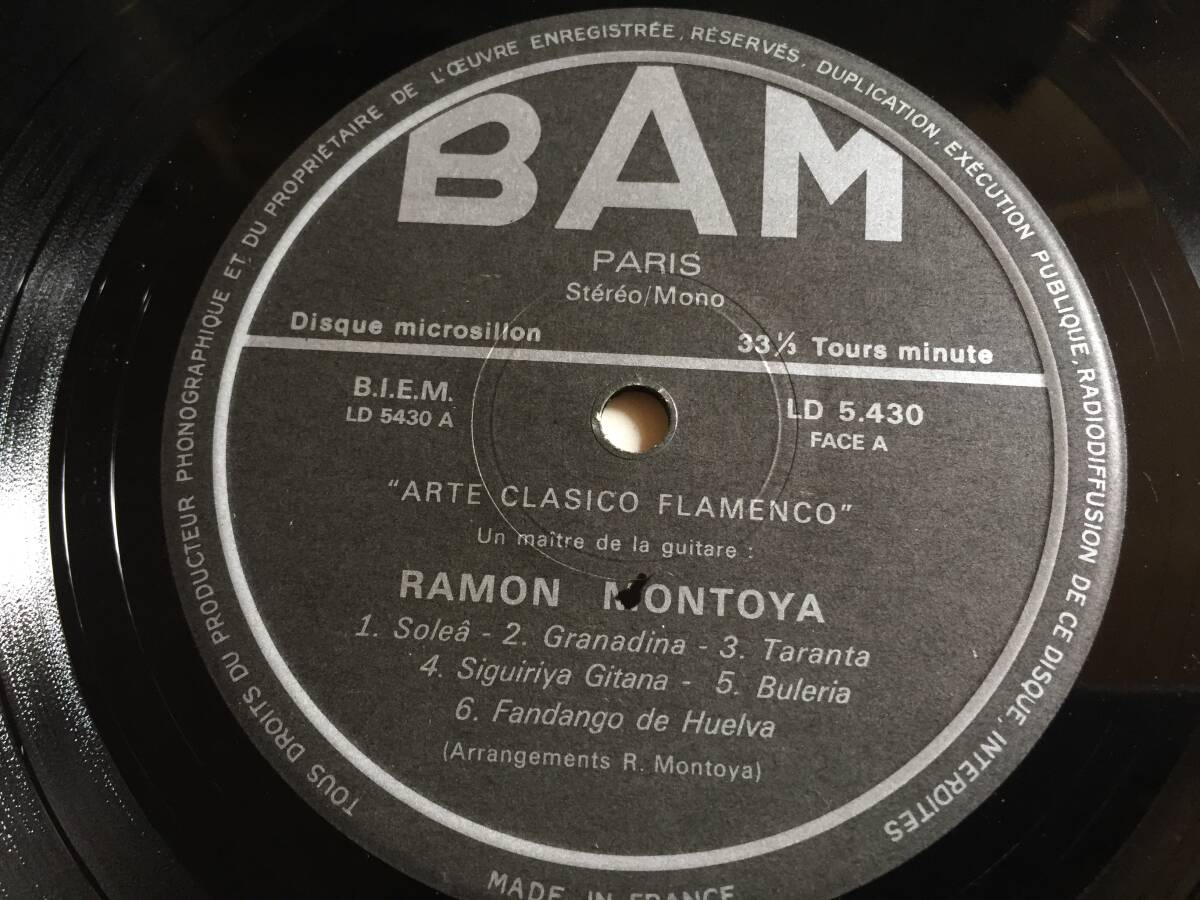 TOUS DROITS DU PRODUCTEUR PHONOGRAPHIQUE ET DU PROPRIÉTAIRE DE L'ŒUVRE ENREGISTRÉE, RÉSERVÉS, DUPLICATION, EXÉCUTION PUBLIQUE, RADIODIFFUSION DE CE DISQUE, INTERDITES
BAM
PARIS
Stéréo/Mono
Disque microsillon 33 ⅓ Tours minute
B.I.E.M. LD 5.430
LD 5430 A FACE A
"ARTE CLASICO FLAMENCO"
Un maître de la guitare :
RAMON MONTOYA
1. Soleâ - 2. Granadina - 3. Taranta
4. Siguiriya Gitana - 5. Buleria
6. Fandango de Huelva
(Arrangements R. Montoya)
MADE IN FRANCE